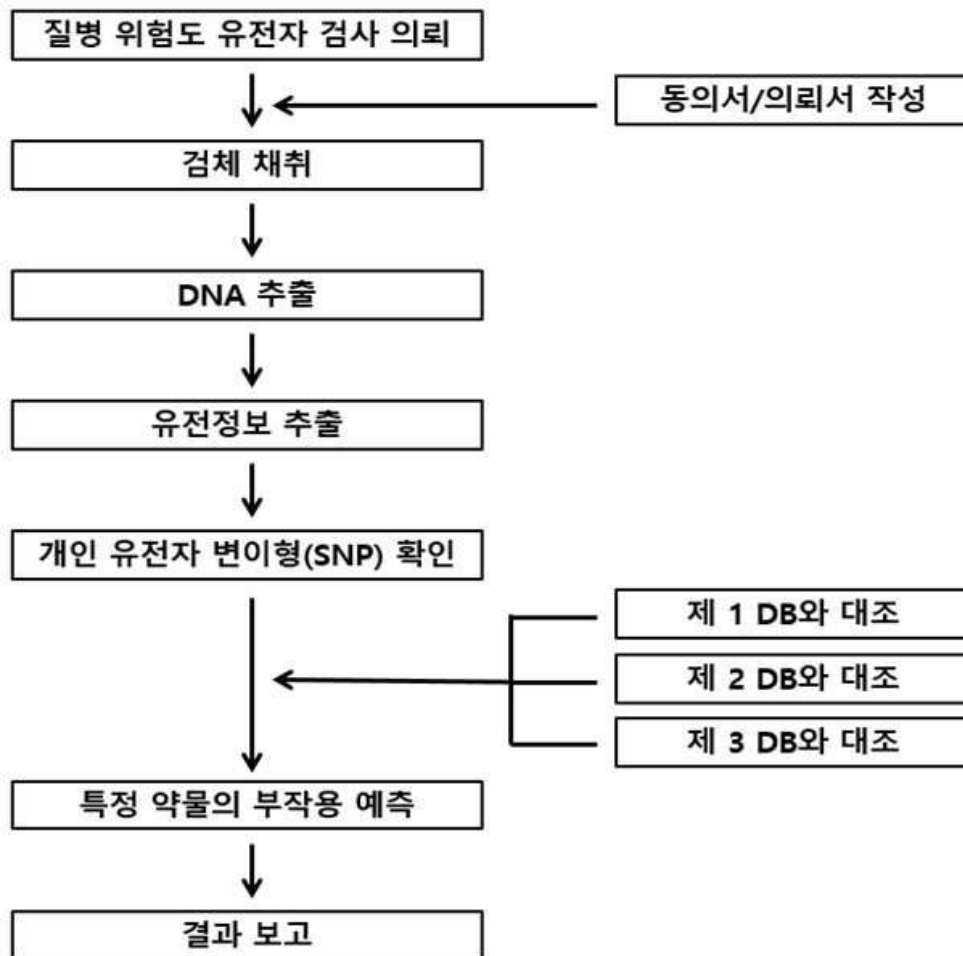 질병 위험도 유전자 검사 의뢰
동의서/의뢰서 작성
검체 채취
DNA 추출
유전정보 추출
개인 유전자 변이형(SNP) 확인
제 1 DB와 대조
제 2 DB와 대조
제 3 DB와 대조
특정 약물의 부작용 예측
결과 보고